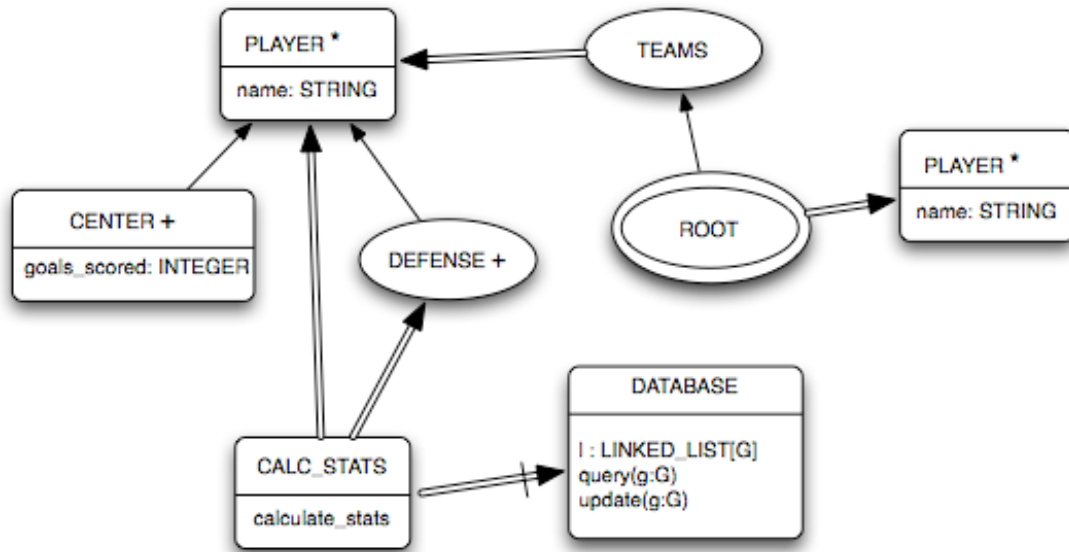 PLAYER *
name: STRING
TEAMS
PLAYER *
name: STRING
ROOT
CENTER +
goals_scored: INTEGER
DEFENSE +
DATABASE
l : LINKED_LIST[G]
query(g:G)
update(g:G)
CALC_STATS
calculate_stats